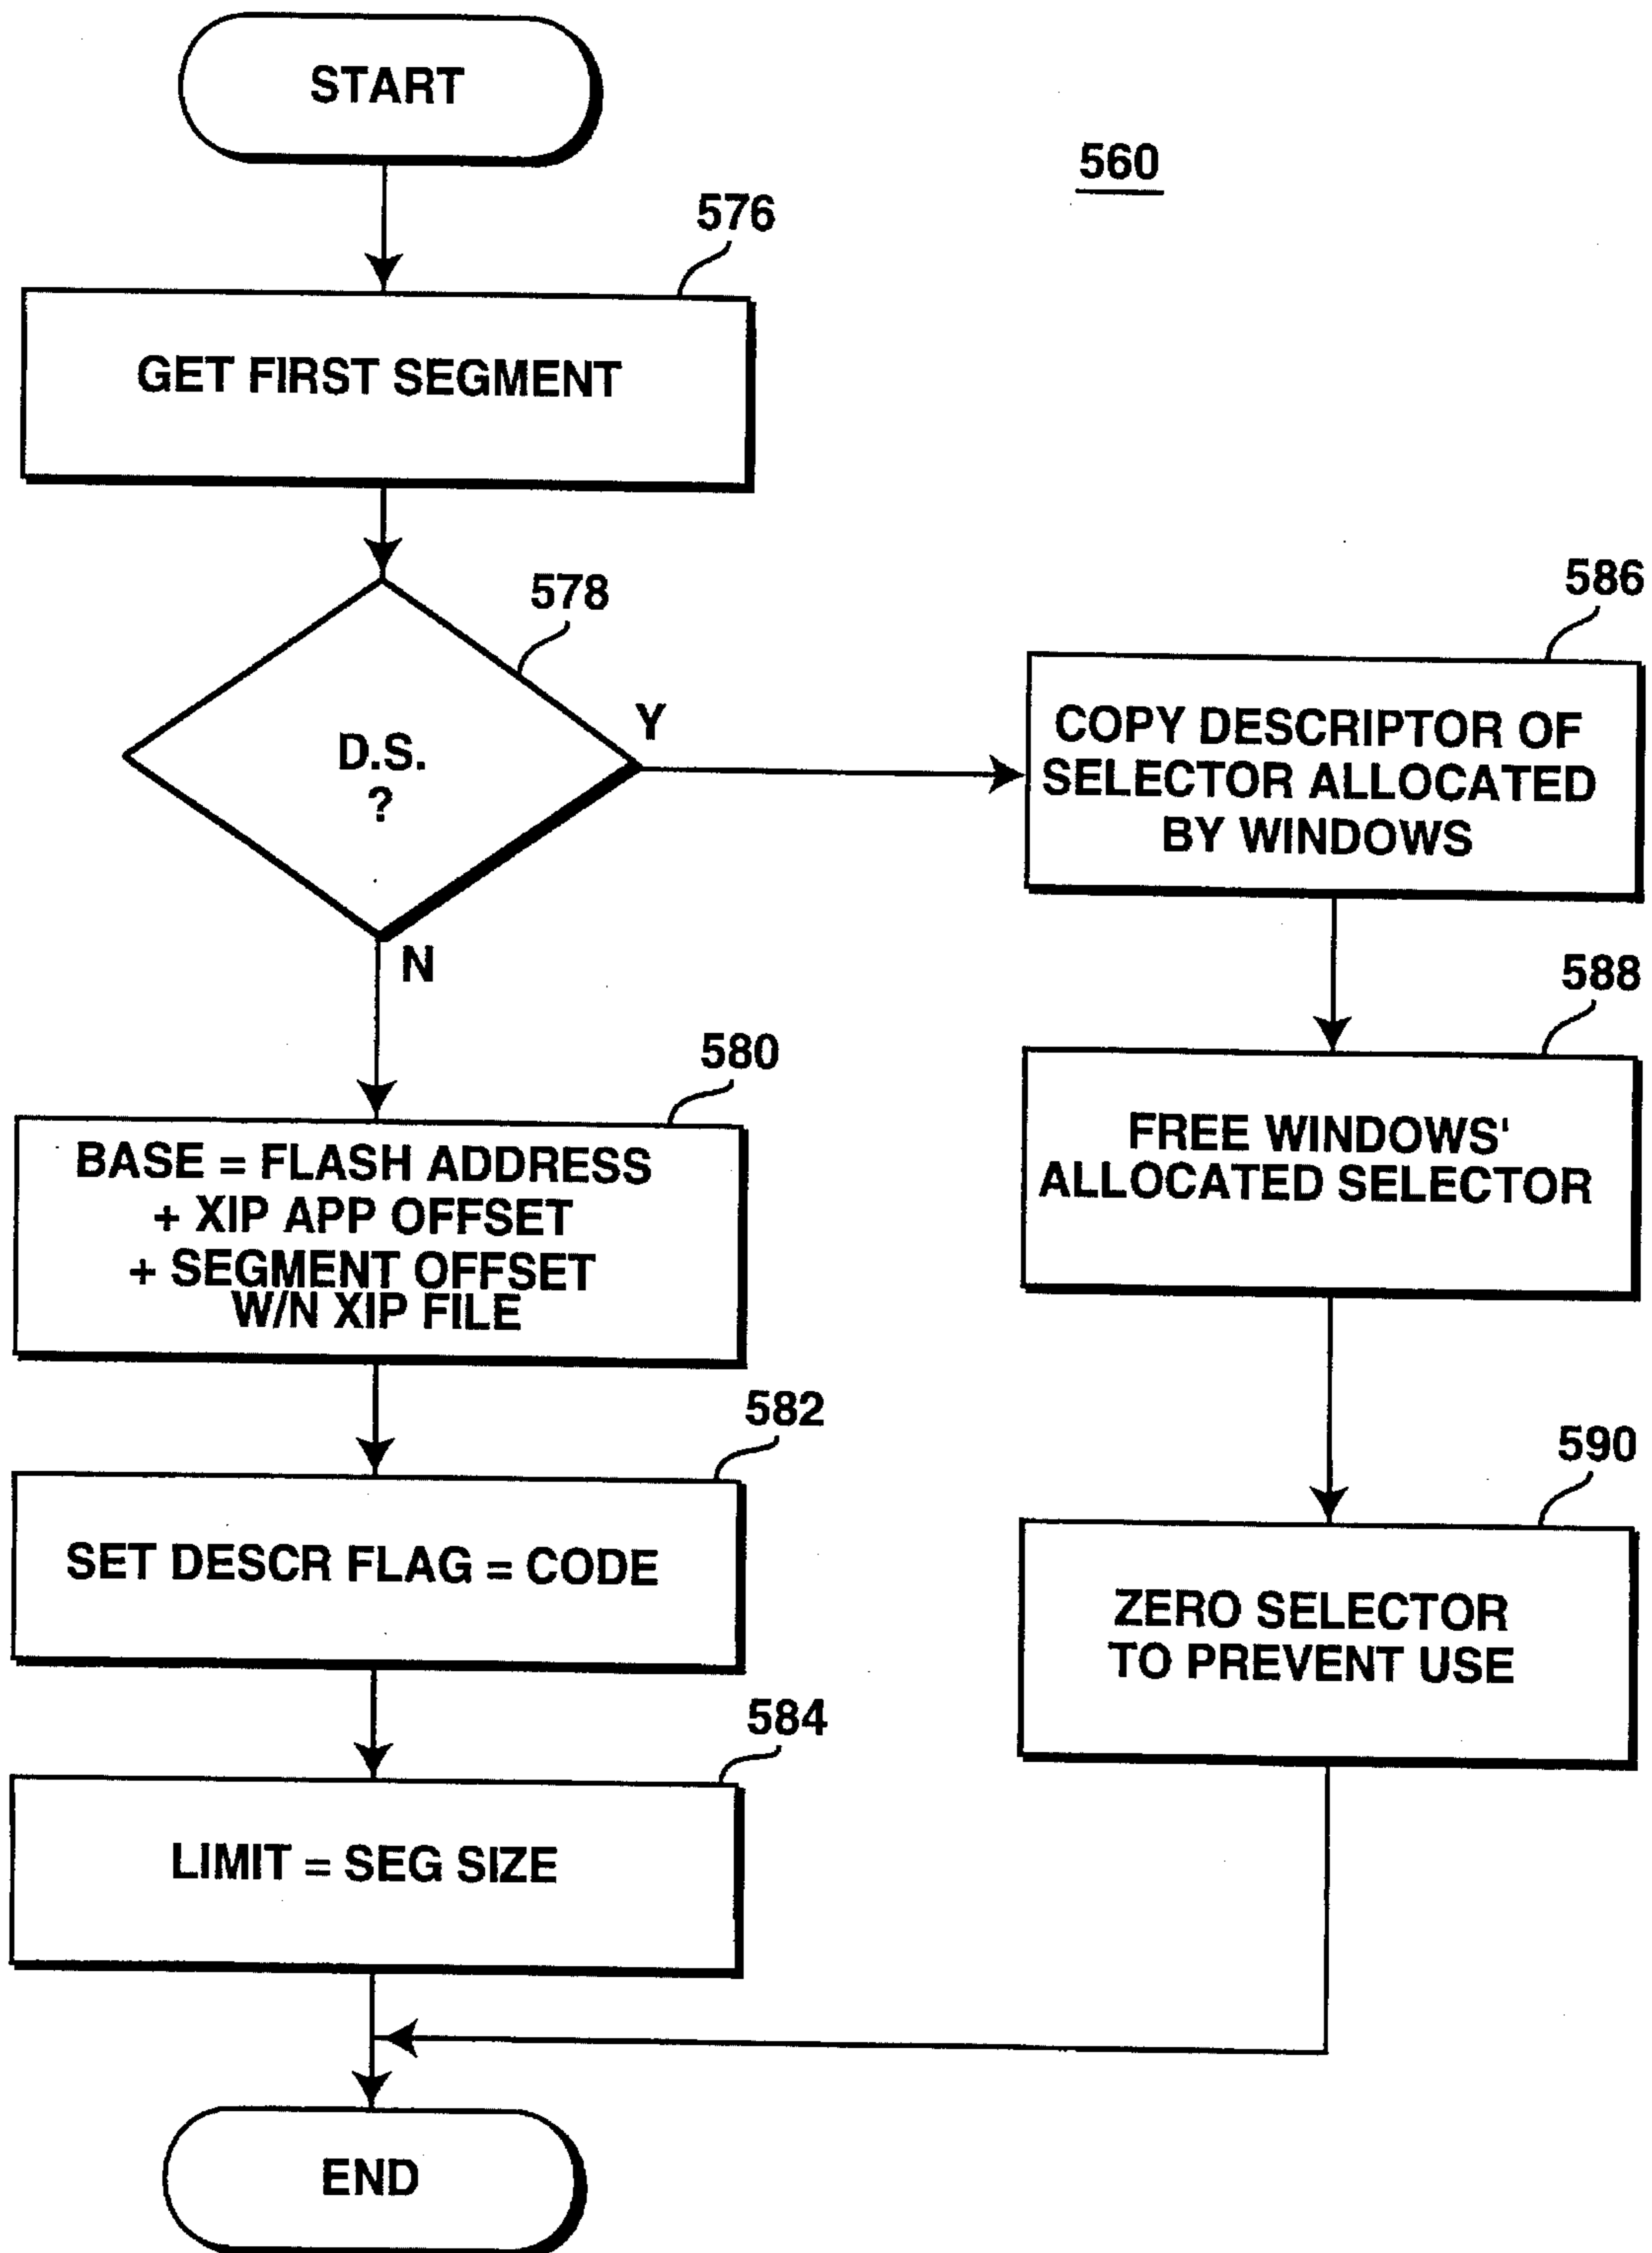 START
560
576
GET FIRST SEGMENT
578
D.S.
?
Y
N
586
COPY DESCRIPTOR OF
SELECTOR ALLOCATED
BY WINDOWS
588
FREE WINDOWS'
ALLOCATED SELECTOR
580
BASE = FLASH ADDRESS
+ XIP APP OFFSET
+ SEGMENT OFFSET
W/N XIP FILE
582
SET DESCR FLAG = CODE
590
ZERO SELECTOR
TO PREVENT USE
584
LIMIT = SEG SIZE
END